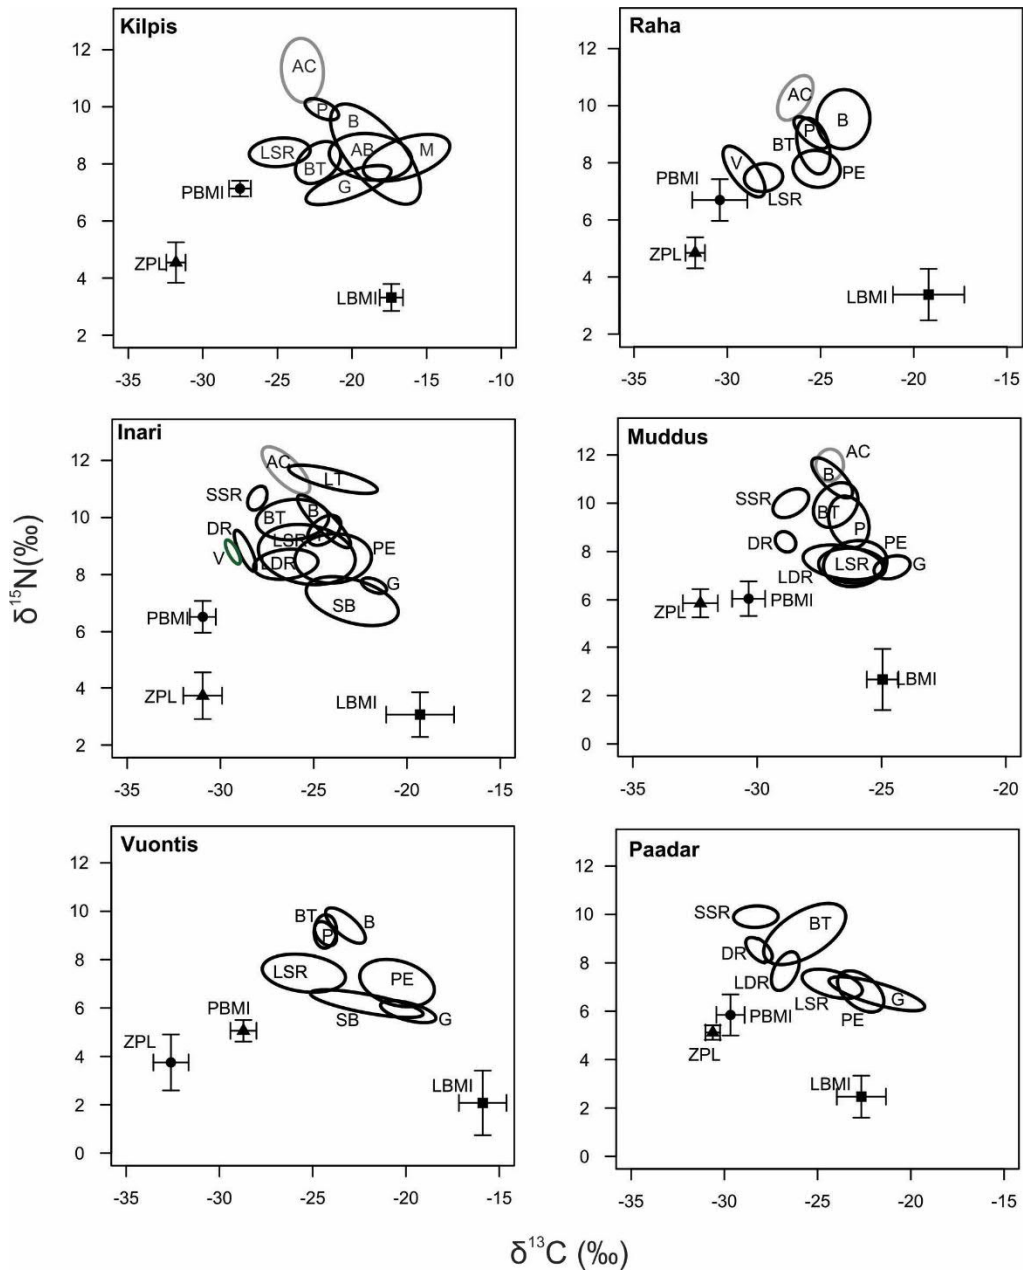 Kilpis
12
10
8
6
4
2
AC
P
B
LSR
BT
AB
M
G
PBMI
ZPL
LBMI
-35
-30
-25
-20
-15
-10
Raha
12
10
8
6
4
2
AC
B
P
BT
V
PE
PBMI
LSR
ZPL
LBMI
-35
-30
-25
-20
-15
Inari
12
10
8
6
4
2
AC
LT
SSR
B
BT
DR
LSR
PE
V
LDR
G
SB
PBMI
ZPL
LBMI
-35
-30
-25
-20
-15
Muddus
12
10
8
6
4
2
0
AC
B
SSR
BT
P
DR
PE
LDR
LSR
G
ZPL
PBMI
LBMI
-35
-30
-25
-20
δ15N(‰)
Vuontis
12
10
8
6
4
2
0
BT
B
P
LSR
PE
SB
G
PBMI
ZPL
LBMI
-35
-30
-25
-20
-15
Paadar
12
10
8
6
4
2
0
SSR
BT
DR
LDR
LSR
G
PE
PBMI
ZPL
LBMI
-35
-30
-25
-20
-15
δ13C (‰)